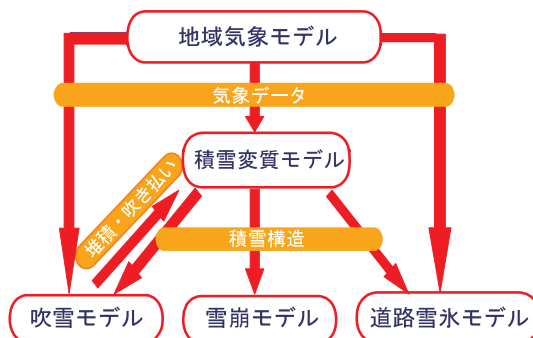 地域気象モデル
気象データ
積雪変質モデル
堆積・吹き払い
積雪構造
吹雪モデル
雪崩モデル
道路雪氷モデル